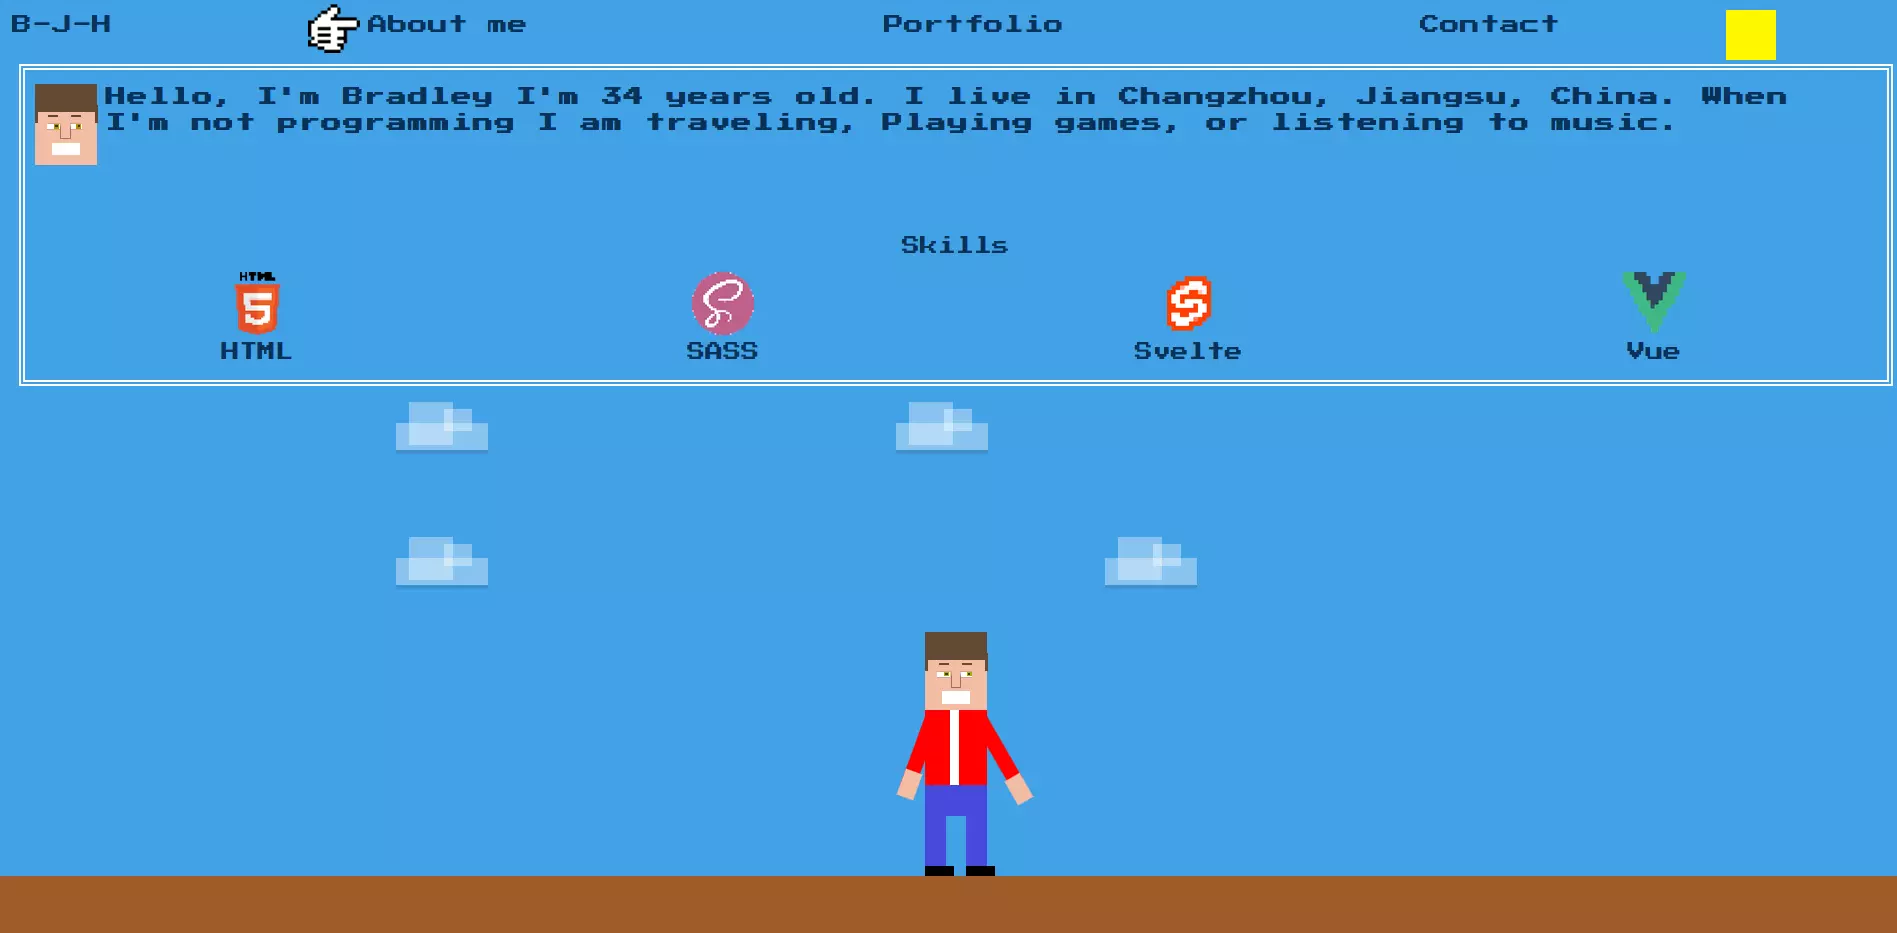 B-J-H About me Portfolio Contact
Hello, I'm Bradley I'm 34 years old. I live in Changzhou, Jiangsu, China. When
I'm not programming I am traveling, Playing games, or listening to music.
Skills
HTML
5
HTML SASS Svelte Vue